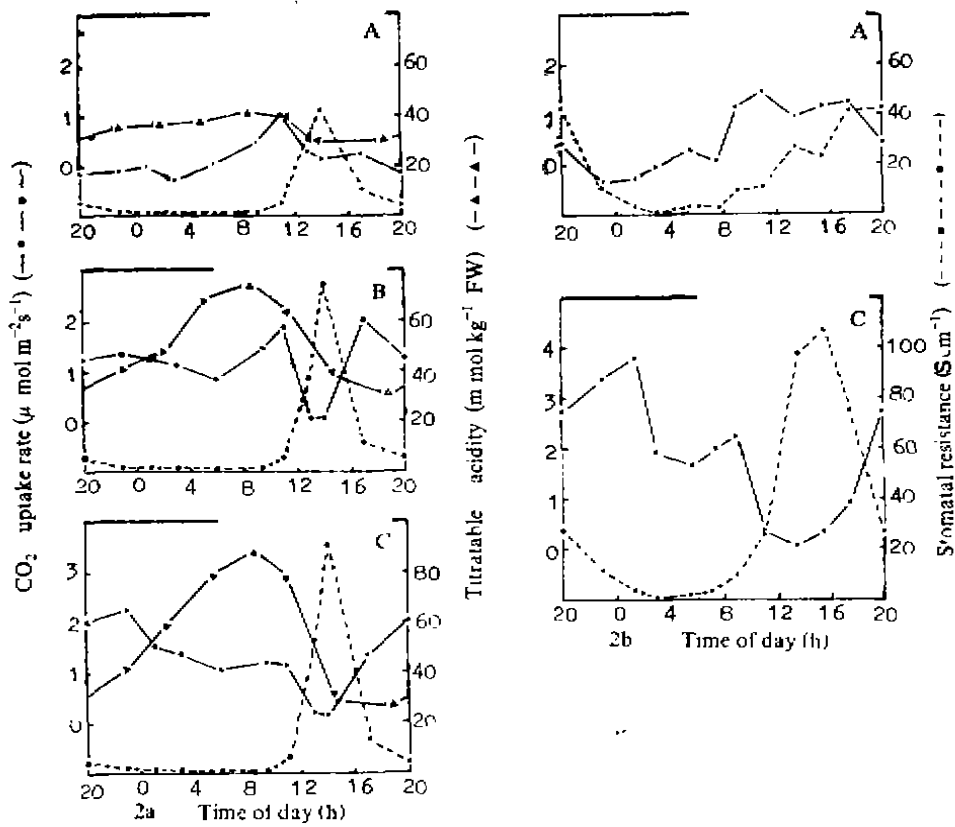 A
2
1
0
60
40
20
20 0 4 8 12 16 20
B
2
1
0
60
40
20
20 0 4 8 12 16 20
C
3
2
1
0
80
60
40
20
20 0 4 8 12 16 20
2a Time of day (h)
CO₂ uptake rate (μ mol m⁻²s⁻¹) (—•—•—)
Titratable acidity (m mol kg⁻¹ FW) (—▲—▲—)
A
2
1
0
60
40
20
20 0 4 8 12 16 20
C
4
3
2
1
0
100
80
60
40
20
20 0 4 8 12 16 20
2b Time of day (h)
Stomatal resistance